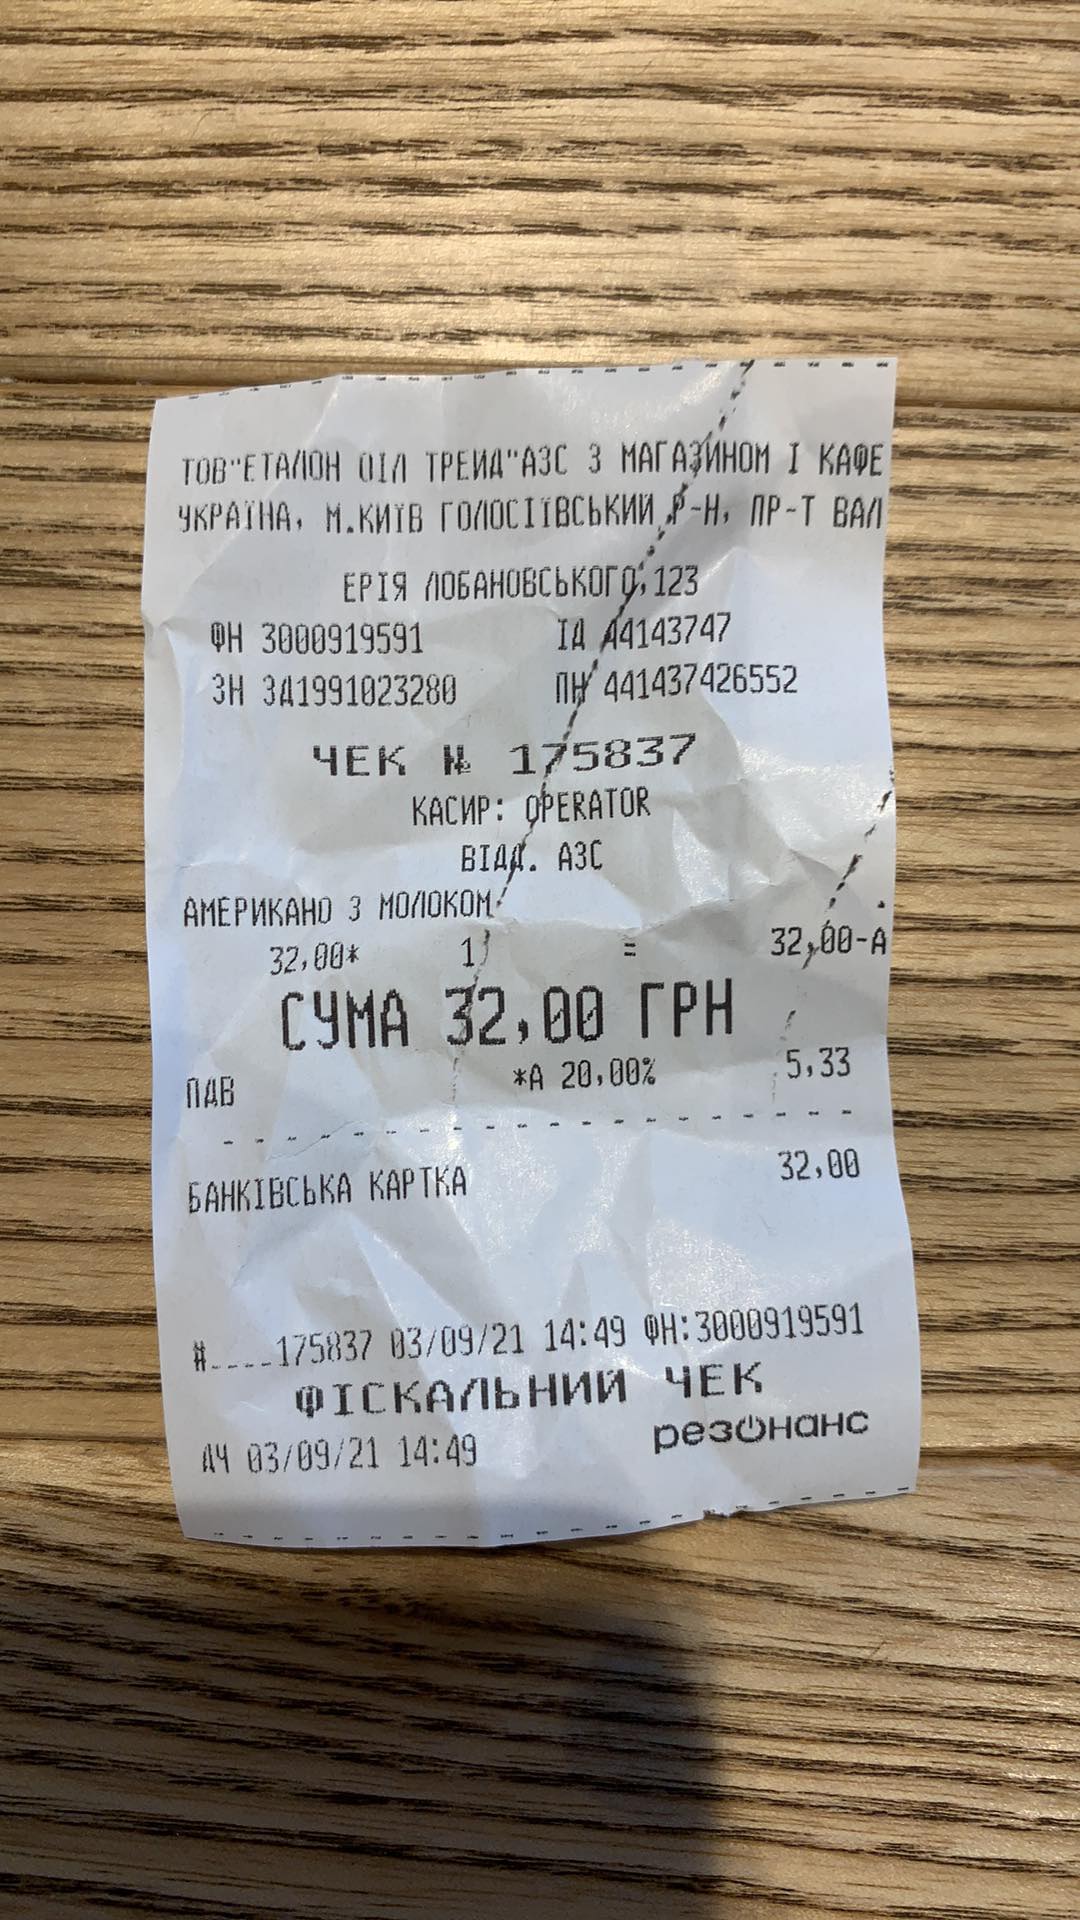 ТОВ"ЕТАЛОН ОІЛ ТРЕЙД"АЗС З МАГАЗИНОМ І КАФЕ
УКРАЇНА, М.КИЇВ ГОЛОСІЇВСЬКИЙ Р-Н, ПР-Т ВАЛ
ЕРІЯ ЛОБАНОВСЬКОГО,123
ФН 3000919591 ІД 44143747
ЗН ЗД1991023280 ПН 441437426552
ЧЕК № 175837
КАСИР: OPERATOR
ВІДД. АЗС
АМЕРИКАНО З МОЛОКОМ
32,00* 1 = 32,00-А
СУМА 32,00 ГРН
ПДВ *А 20,00% 5,33
БАНКІВСЬКА КАРТКА 32,00
№____175837 03/09/21 14:49 ФН:3000919591
ФІСКАЛЬНИЙ ЧЕК
ДЧ 03/09/21 14:49 резонанс